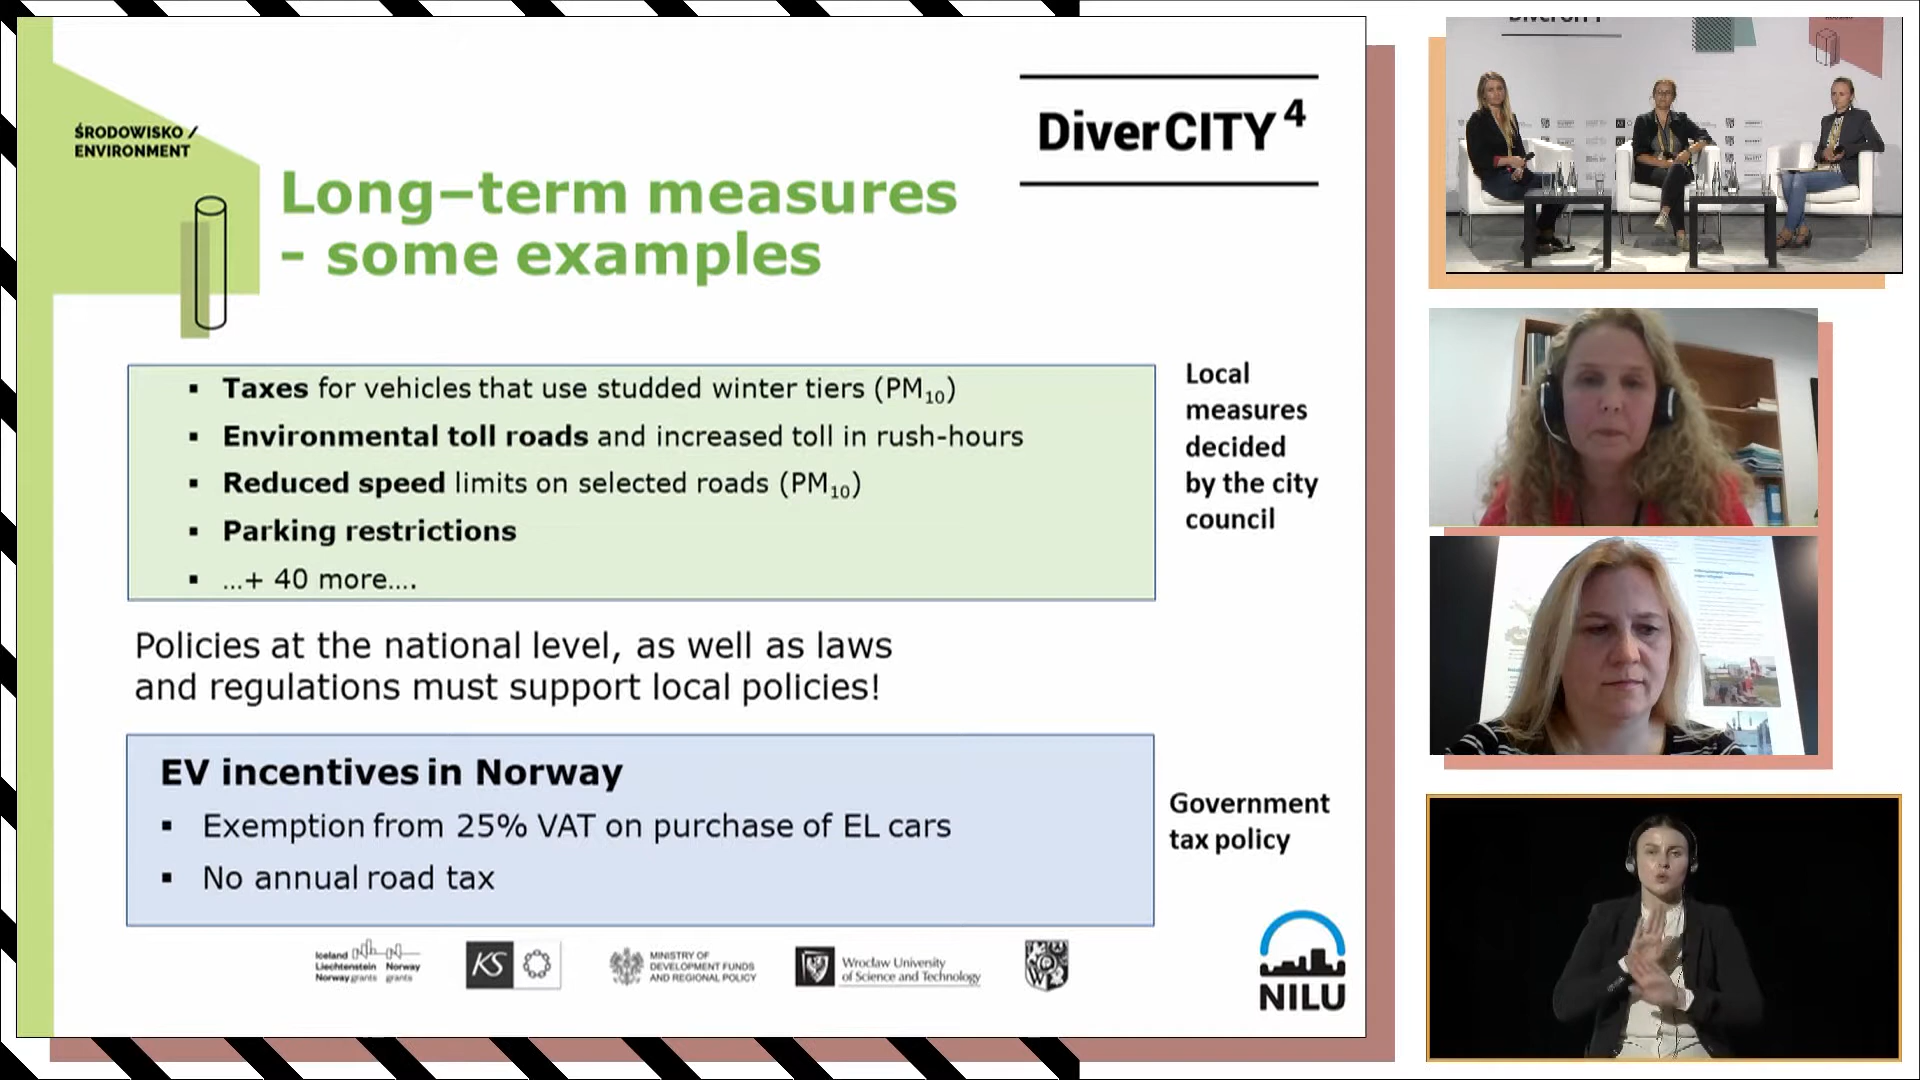 ŚRODOWISKO /
ENVIRONMENT
DiverCITY⁴
Long–term measures
- some examples
▪ Taxes for vehicles that use studded winter tiers (PM₁₀)
▪ Environmental toll roads and increased toll in rush-hours
▪ Reduced speed limits on selected roads (PM₁₀)
▪ Parking restrictions
▪ ...+ 40 more....
Local
measures
decided
by the city
council
Policies at the national level, as well as laws
and regulations must support local policies!
EV incentives in Norway
▪ Exemption from 25% VAT on purchase of EL cars
▪ No annual road tax
Government
tax policy
Iceland
Liechtenstein Norway
Norway grants grants
KS
MINISTRY OF
DEVELOPMENT FUNDS
AND REGIONAL POLICY
Wrocław University
of Science and Technology
NILU